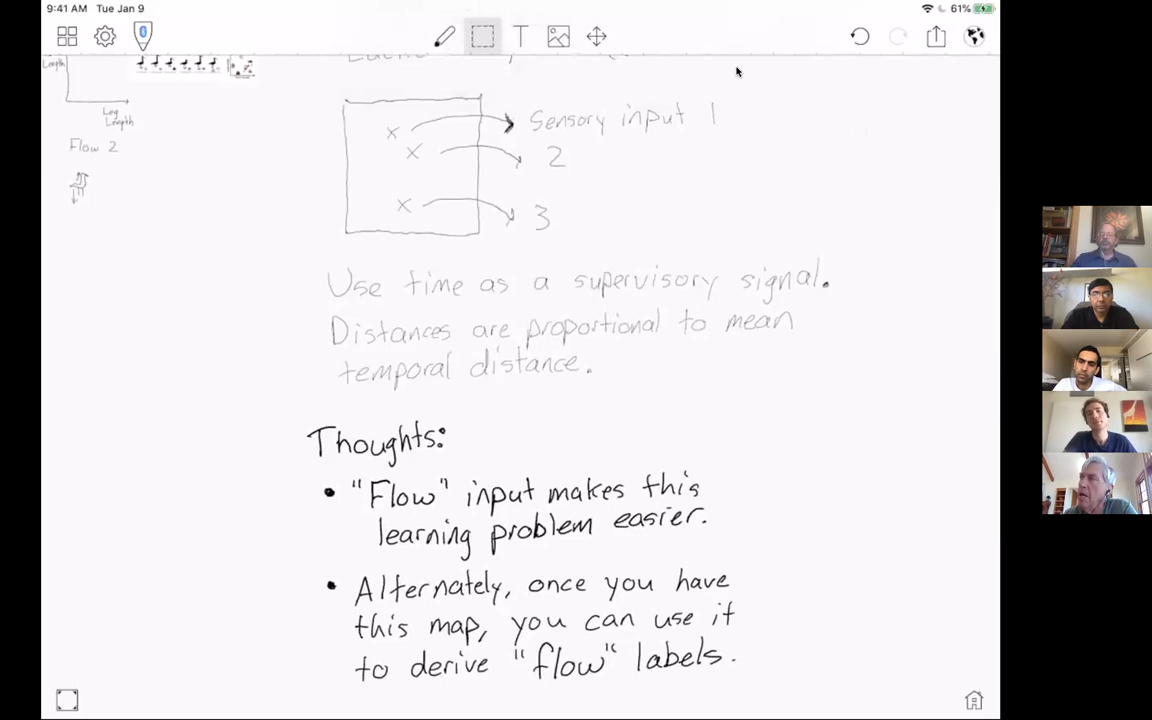 9:41 AM Tue Jan 9
61%
T
Length
Leg
Length
Flow 2
Sensory input 1
2
3
Use time as a supervisory signal.
Distances are proportional to mean
temporal distance.
Thoughts:
• "Flow" input makes this
learning problem easier.
• Alternately, once you have
this map, you can use it
to derive "flow" labels.